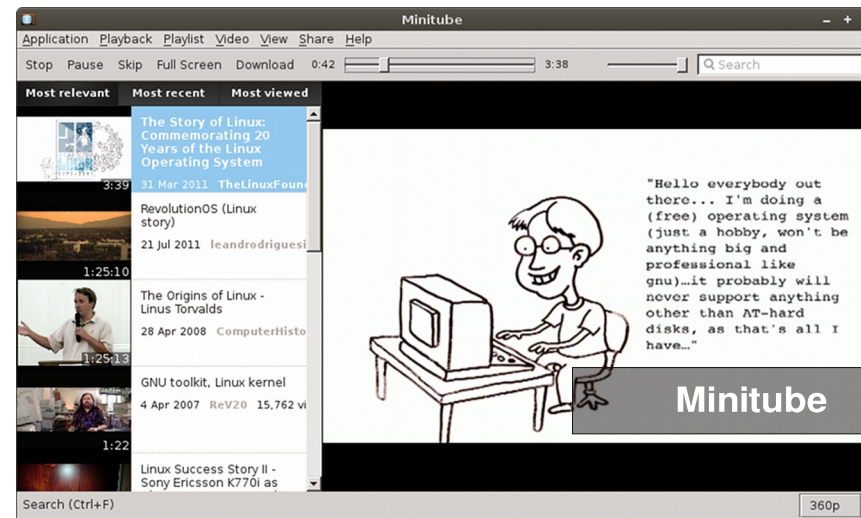 Minitube
Application Playback Playlist Video View Share Help
Stop Pause Skip Full Screen Download 0:42 3:38 Search
Most relevant Most recent Most viewed
The Story of Linux:
Commemorating 20
Years of the Linux
Operating System
31 Mar 2011 TheLinuxFoun
3:39
RevolutionOS (Linux
story)
21 Jul 2011 leandrodriguesi
1:25:10
The Origins of Linux -
Linus Torvalds
28 Apr 2008 ComputerHisto
1:25:13
GNU toolkit, Linux kernel
4 Apr 2007 ReV20 15,762 vi
1:22
Linux Success Story II -
Sony Ericsson K770i as
"Hello everybody out
there... I'm doing a
(free) operating system
(just a hobby, won't be
anything big and
professional like
gnu)…it probably will
never support anything
other than AT-hard
disks, as that's all I
have…"
Minitube
Search (Ctrl+F) 360p